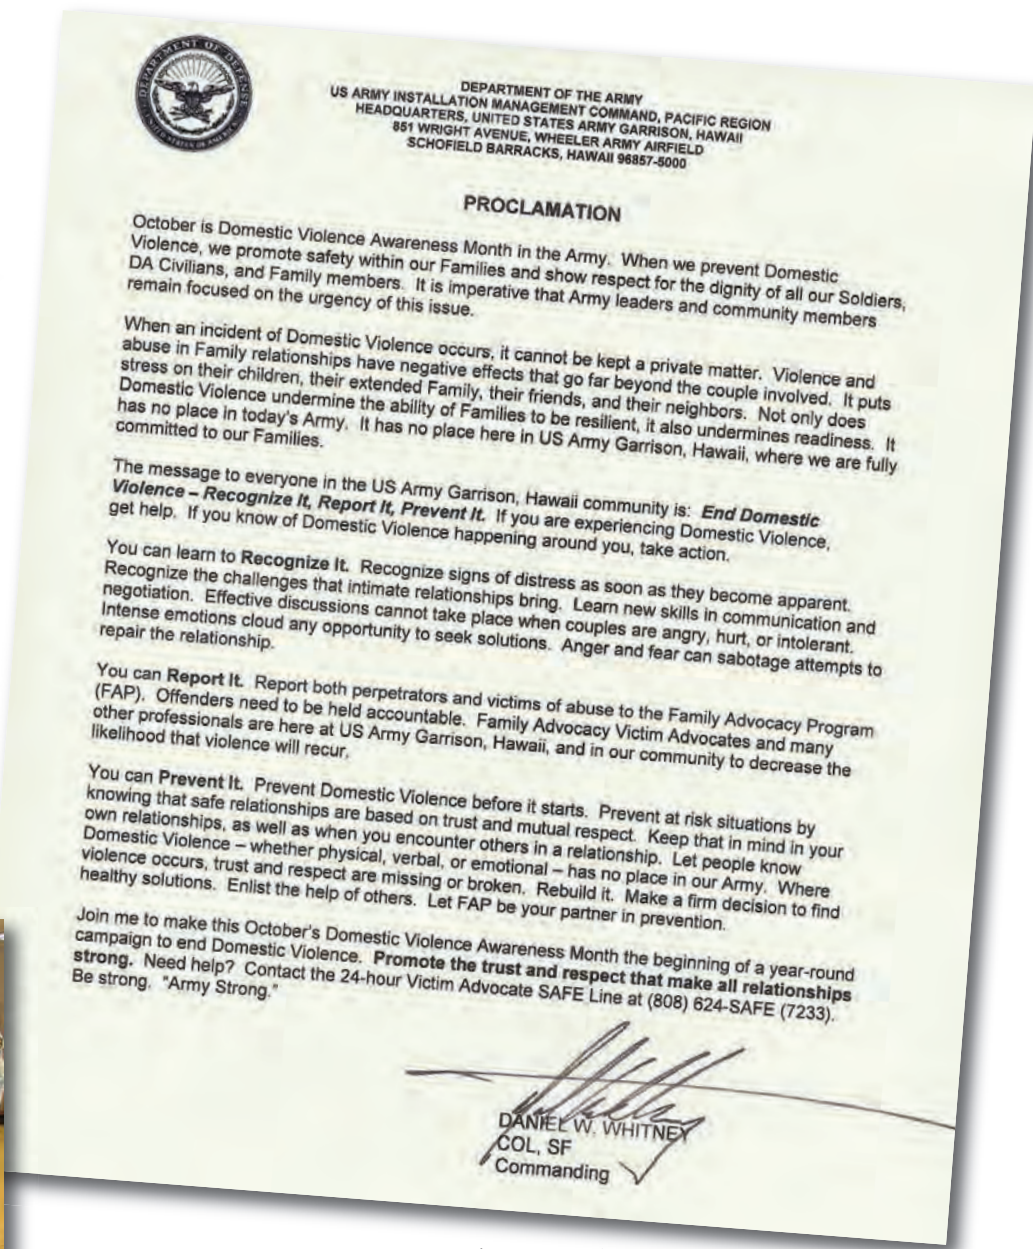 DEPARTMENT OF DEFENSE
UNITED STATES OF AMERICA
DEPARTMENT OF THE ARMY
US ARMY INSTALLATION MANAGEMENT COMMAND, PACIFIC REGION
HEADQUARTERS, UNITED STATES ARMY GARRISON, HAWAII
851 WRIGHT AVENUE, WHEELER ARMY AIRFIELD
SCHOFIELD BARRACKS, HAWAII 96857-5000
PROCLAMATION
October is Domestic Violence Awareness Month in the Army. When we prevent Domestic
Violence, we promote safety within our Families and show respect for the dignity of all our Soldiers,
DA Civilians, and Family members. It is imperative that Army leaders and community members
remain focused on the urgency of this issue.
When an incident of Domestic Violence occurs, it cannot be kept a private matter. Violence and
abuse in Family relationships have negative effects that go far beyond the couple involved. It puts
stress on their children, their extended Family, their friends, and their neighbors. Not only does
Domestic Violence undermine the ability of Families to be resilient, it also undermines readiness. It
has no place in today's Army. It has no place here in US Army Garrison, Hawaii, where we are fully
committed to our Families.
The message to everyone in the US Army Garrison, Hawaii community is: End Domestic
Violence – Recognize It, Report It, Prevent It. If you are experiencing Domestic Violence,
get help. If you know of Domestic Violence happening around you, take action.
You can learn to Recognize It. Recognize signs of distress as soon as they become apparent.
Recognize the challenges that intimate relationships bring. Learn new skills in communication and
negotiation. Effective discussions cannot take place when couples are angry, hurt, or intolerant.
Intense emotions cloud any opportunity to seek solutions. Anger and fear can sabotage attempts to
repair the relationship.
You can Report It. Report both perpetrators and victims of abuse to the Family Advocacy Program
(FAP). Offenders need to be held accountable. Family Advocacy Victim Advocates and many
other professionals are here at US Army Garrison, Hawaii, and in our community to decrease the
likelihood that violence will recur.
You can Prevent It. Prevent Domestic Violence before it starts. Prevent at risk situations by
knowing that safe relationships are based on trust and mutual respect. Keep that in mind in your
own relationships, as well as when you encounter others in a relationship. Let people know
Domestic Violence – whether physical, verbal, or emotional – has no place in our Army. Where
violence occurs, trust and respect are missing or broken. Rebuild it. Make a firm decision to find
healthy solutions. Enlist the help of others. Let FAP be your partner in prevention.
Join me to make this October's Domestic Violence Awareness Month the beginning of a year-round
campaign to end Domestic Violence. Promote the trust and respect that make all relationships
strong. Need help? Contact the 24-hour Victim Advocate SAFE Line at (808) 624-SAFE (7233).
Be strong. "Army Strong."
DANIEL W. WHITNEY
COL, SF
Commanding